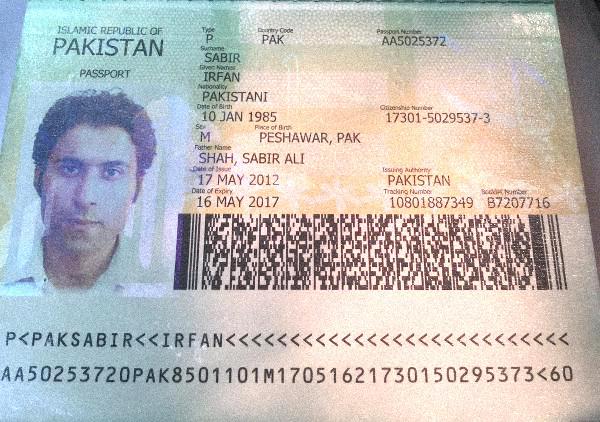 ISLAMIC REPUBLIC OF
PAKISTAN
PASSPORT
Type Country Code Passport Number
P PAK AA5025372
Surname
SABIR
Given Names
IRFAN
Nationality
PAKISTANI
Date of Birth Citizenship Number
10 JAN 1985 17301-5029537-3
Sex Place of Birth
M PESHAWAR, PAK
Father Name
SHAH, SABIR ALI
Date of Issue Issuing Authority
17 MAY 2012 PAKISTAN
Date of Expiry Tracking Number Booklet Number
16 MAY 2017 10801887349 B7207716
P<PAKSABIR<<IRFAN<<<<<<<<<<<<<<<<<<<<<<<<<<<
AA50253720PAK8501101M17051621730150295373<60